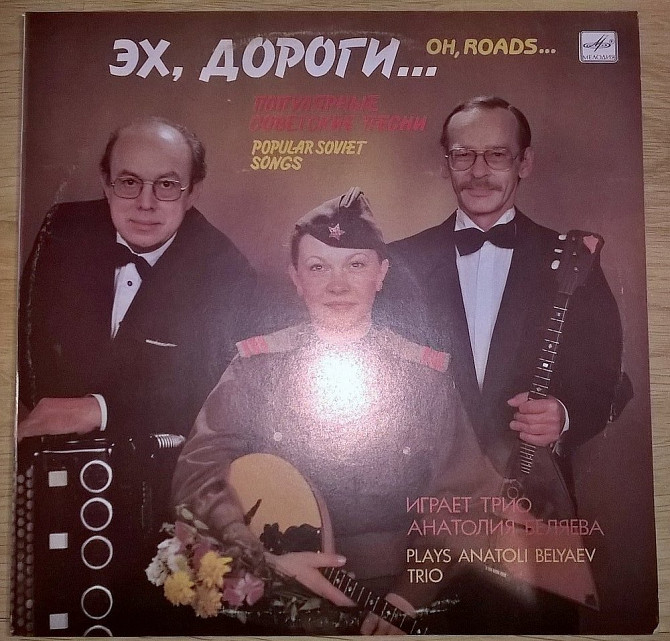 ЭХ, ДОРОГИ...
OH, ROADS...
МЕЛОДИЯ
ПОПУЛЯРНЫЕ
СОВЕТСКИЕ ПЕСНИ
POPULAR SOVIET
SONGS
ИГРАЕТ ТРИО
АНАТОЛИЯ БЕЛЯЕВА
PLAYS ANATOLI BELYAEV
TRIO